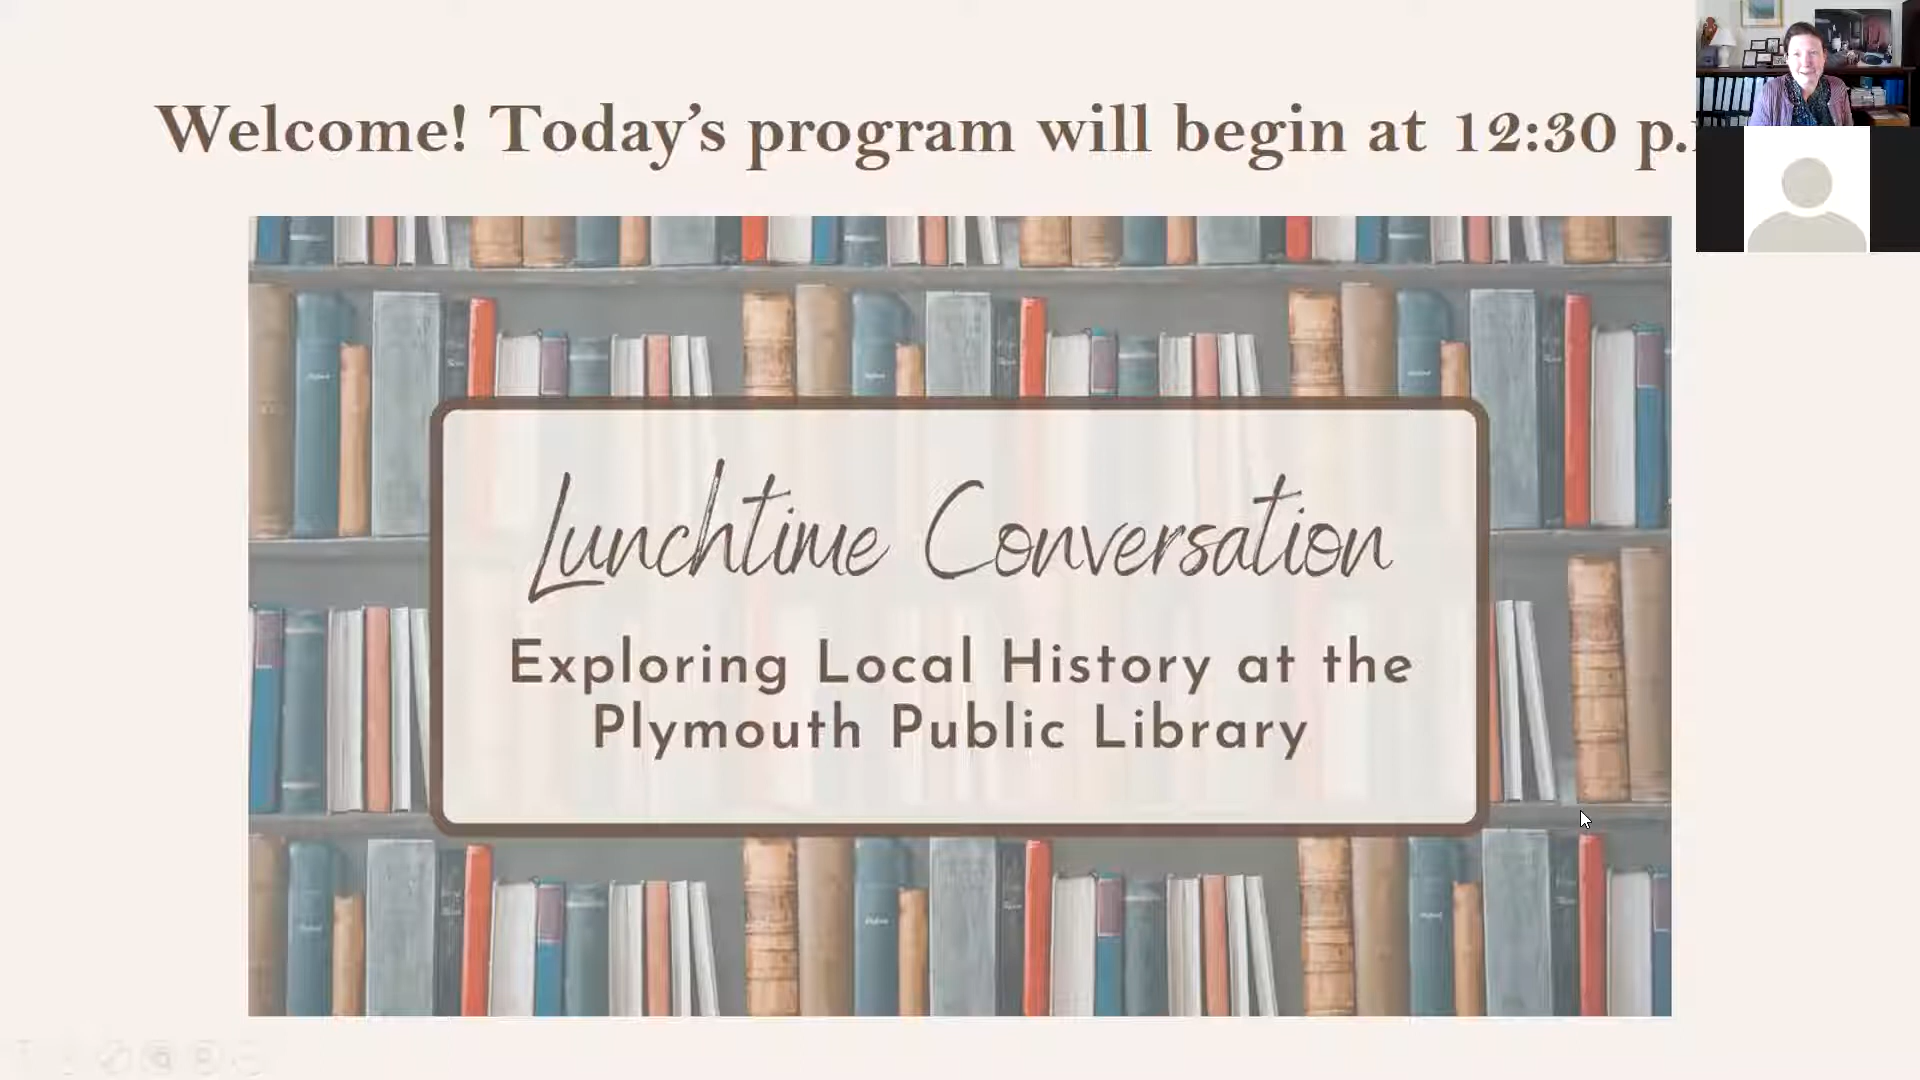 Welcome! Today's program will begin at 12:30 p.
Lunchtime Conversation
Exploring Local History at the
Plymouth Public Library